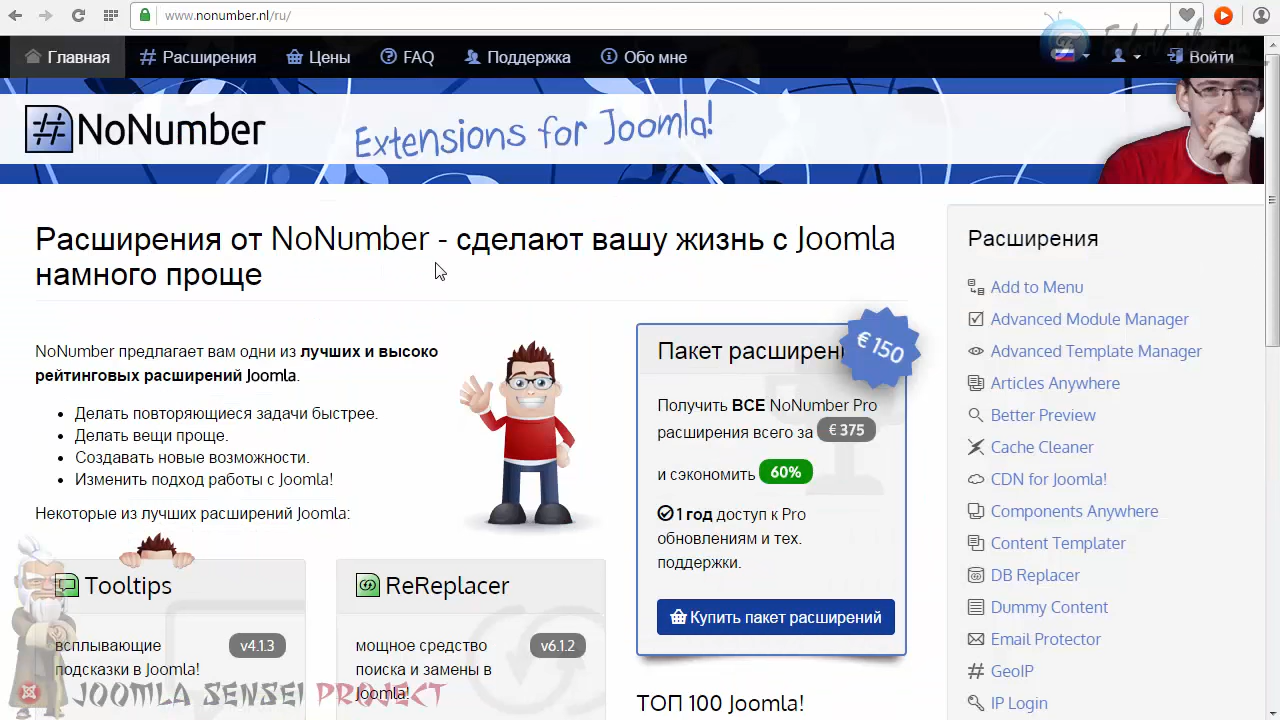 www.nonumber.nl/ru/
Главная
Расширения
Цены
FAQ
Поддержка
Обо мне
Войти
# NoNumber
Extensions for Joomla!
Расширения от NoNumber - сделают вашу жизнь с Joomla
намного проще
NoNumber предлагает вам одни из лучших и высоко
рейтинговых расширений Joomla.
• Делать повторяющиеся задачи быстрее.
• Делать вещи проще.
• Создавать новые возможности.
• Изменить подход работы с Joomla!
Некоторые из лучших расширений Joomla:
Tooltips
всплывающие
v4.1.3
подсказки в Joomla!
ReReplacer
мощное средство
v6.1.2
поиска и замены в
Joomla!
Пакет расширен
€ 150
Получить ВСЕ NoNumber Pro
расширения всего за € 375
и сэкономить 60%
1 год доступ к Pro
обновлениям и тех.
поддержки.
Купить пакет расширений
ТОП 100 Joomla!
Расширения
Add to Menu
Advanced Module Manager
Advanced Template Manager
Articles Anywhere
Better Preview
Cache Cleaner
CDN for Joomla!
Components Anywhere
Content Templater
DB Replacer
Dummy Content
Email Protector
GeoIP
IP Login
JOOMLA SENSEI PROJECT